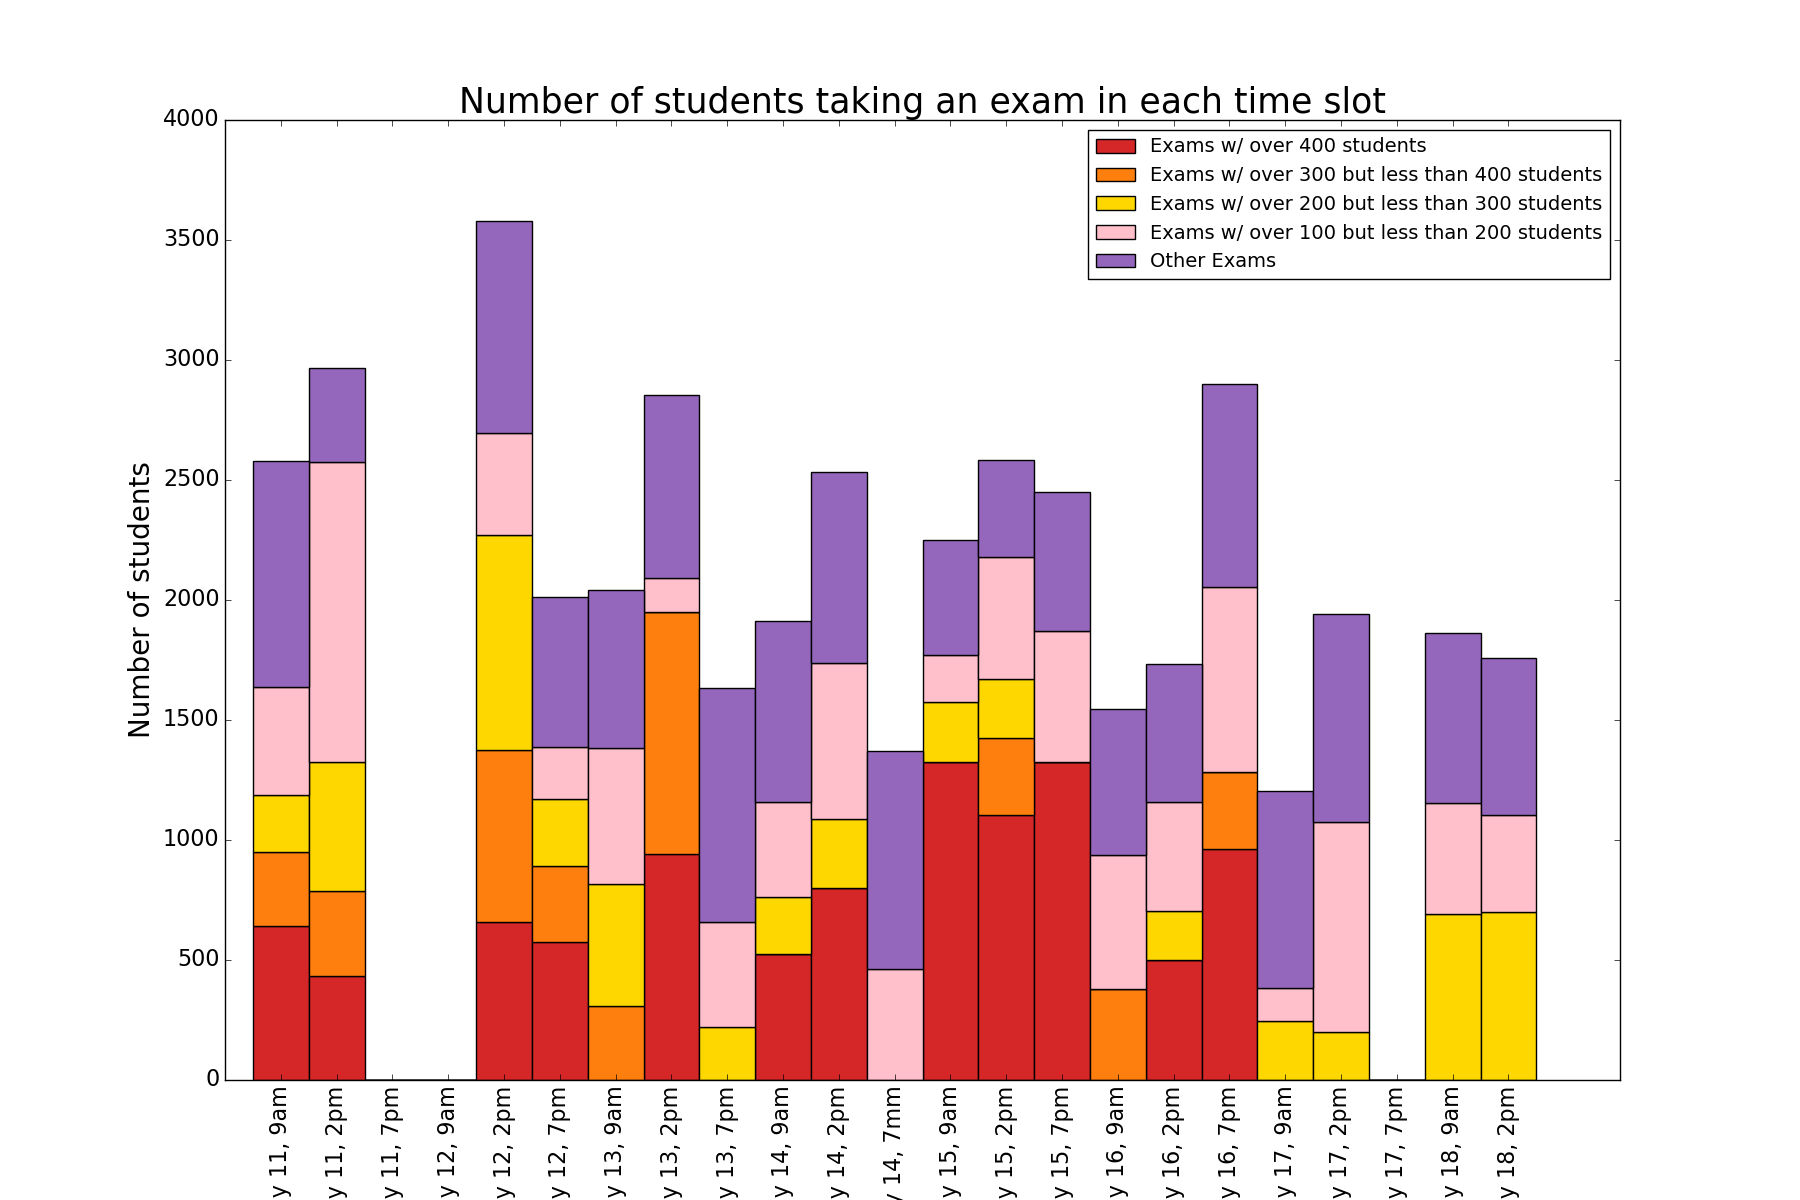 Number of students taking an exam in each time slot
Number of students
4000
3500
3000
2500
2000
1500
1000
500
0
Exams w/ over 400 students
Exams w/ over 300 but less than 400 students
Exams w/ over 200 but less than 300 students
Exams w/ over 100 but less than 200 students
Other Exams
y 11, 9am
y 11, 2pm
y 11, 7pm
y 12, 9am
y 12, 2pm
y 12, 7pm
y 13, 9am
y 13, 2pm
y 13, 7pm
y 14, 9am
y 14, 2pm
y 14, 7mm
y 15, 9am
y 15, 2pm
y 15, 7pm
y 16, 9am
y 16, 2pm
y 16, 7pm
y 17, 9am
y 17, 2pm
y 17, 7pm
y 18, 9am
y 18, 2pm